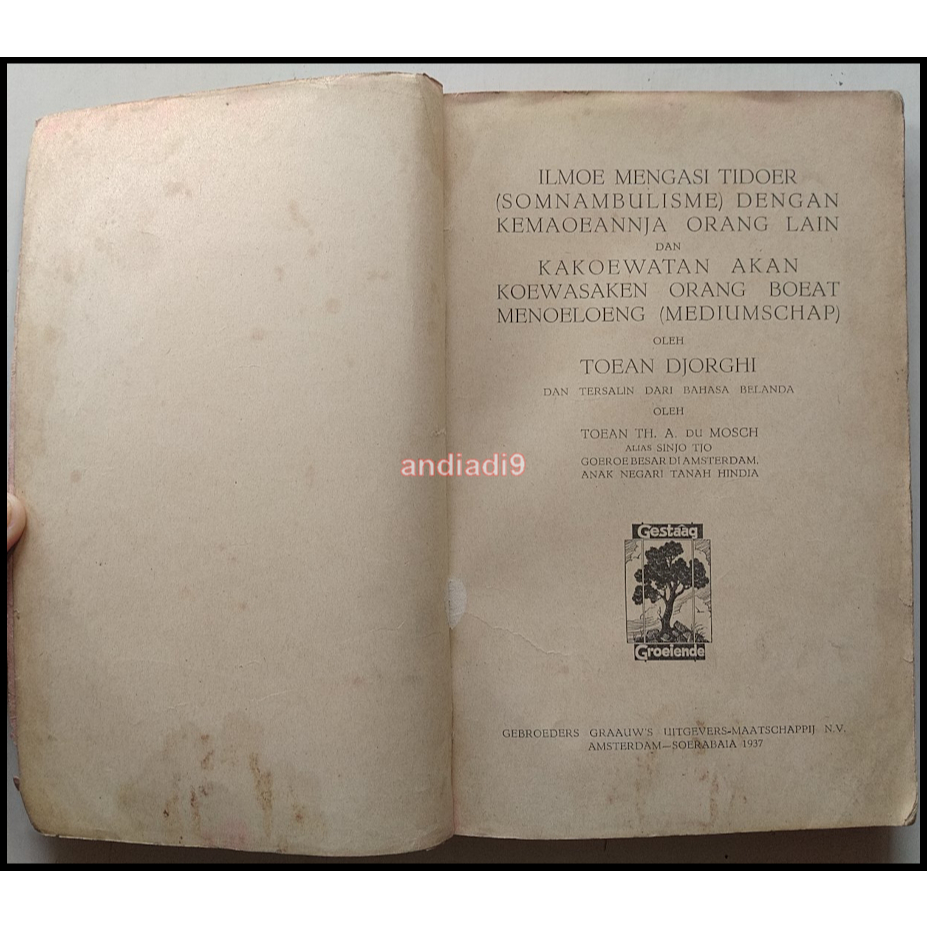 ILMOE MENGASI TIDOER
(SOMNAMBULISME) DENGAN
KEMAOEANNJA ORANG LAIN
DAN
KAKOEWATAN AKAN
KOEWASAKEN ORANG BOEAT
MENOELOENG (MEDIUMSCHAP)
OLEH
TOEAN DJORGHI
DAN TERSALIN DARI BAHASA BELANDA
OLEH
TOEAN TH. A. DU MOSCH
ALIAS SINJO TJO
GOEROE BESAR DI AMSTERDAM,
ANAK NEGARI TANAH HINDIA
andiadi9
Gestaag
Groeiende
GEBROEDERS GRAAUW'S UITGEVERS-MAATSCHAPPIJ N.V.
AMSTERDAM—SOERABAIA 1937